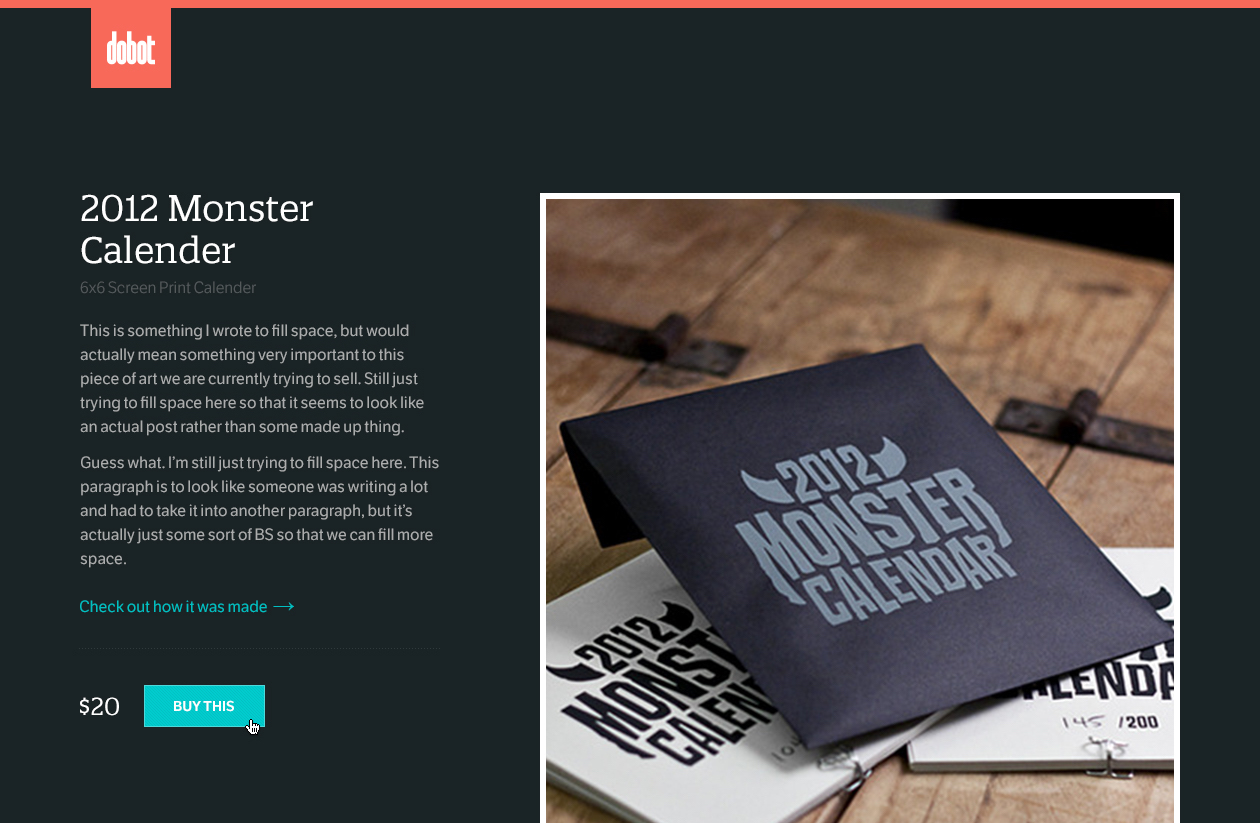 dobot
2012 Monster
Calender
6x6 Screen Print Calender
This is something I wrote to fill space, but would
actually mean something very important to this
piece of art we are currently trying to sell. Still just
trying to fill space here so that it seems to look like
an actual post rather than some made up thing.
Guess what. I'm still just trying to fill space here. This
paragraph is to look like someone was writing a lot
and had to take it into another paragraph, but it's
actually just some sort of BS so that we can fill more
space.
Check out how it was made →
$20
BUY THIS
2012
MONSTER
CALENDAR
2012
MONST
CALEN
ALENDA
145 /200